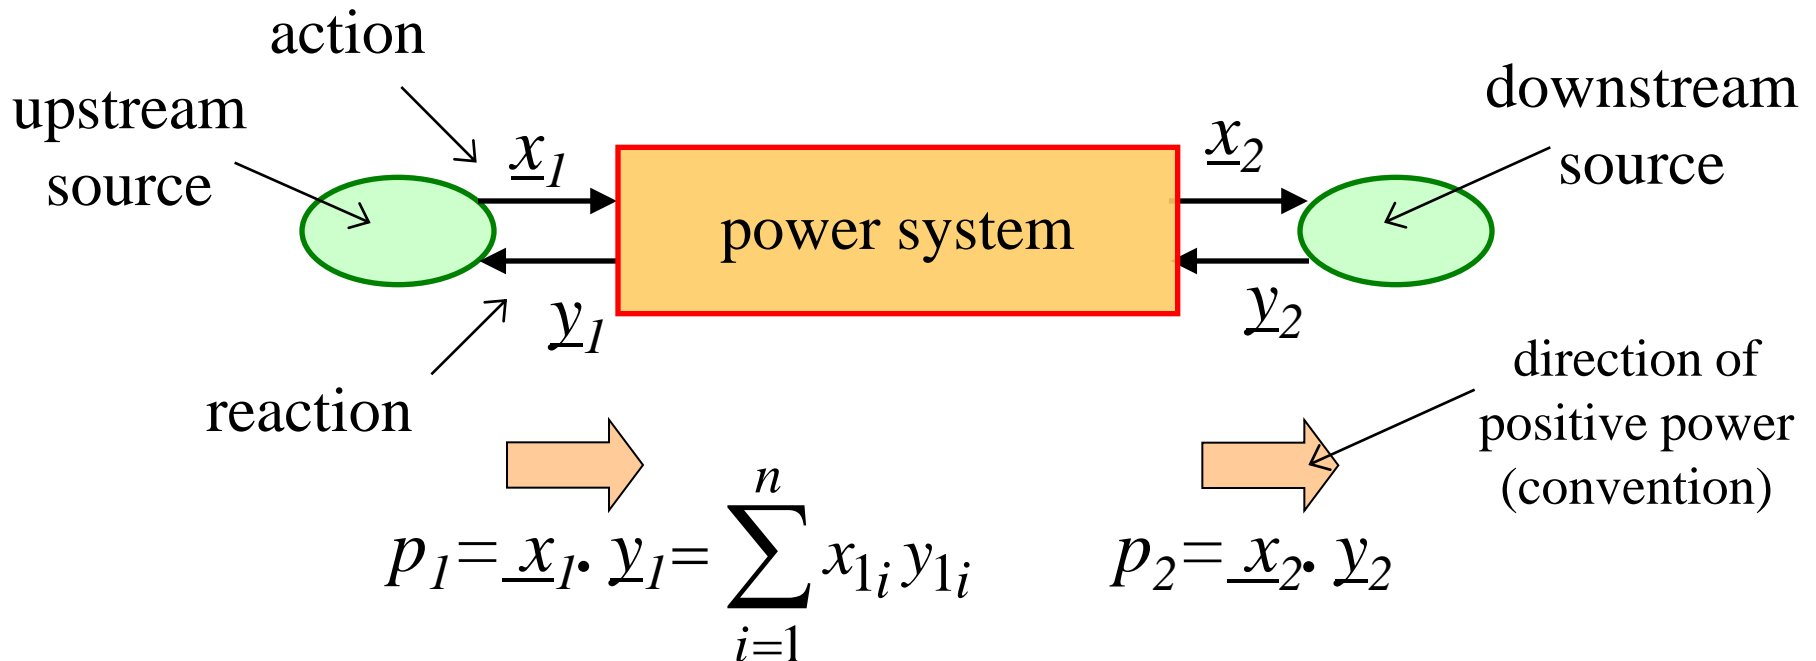 action
upstream
source
downstream
source
x1
x2
power system
y1
y2
reaction
direction of
positive power
(convention)
p1= x1. y1= ∑ x1i y1i
n
i=1
p2= x2. y2